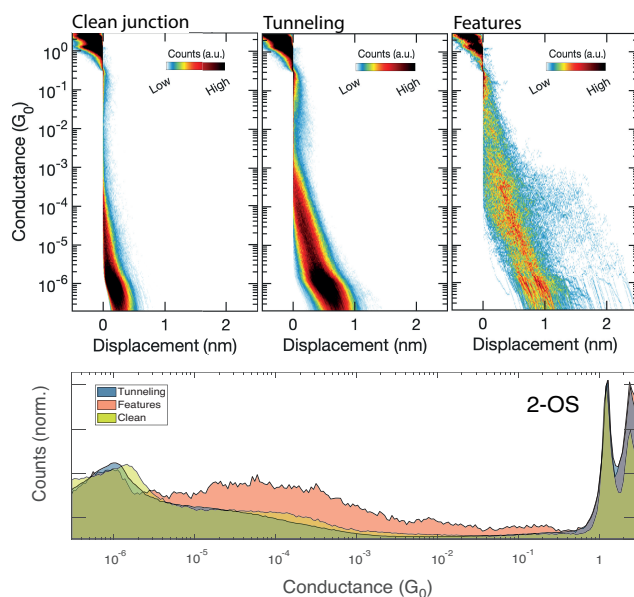 Clean junction
Tunneling
Features
Counts (a.u.)
Low
High
Counts (a.u.)
Low
High
Counts (a.u.)
Low
High
Conductance (G₀)
10⁰
10⁻¹
10⁻²
10⁻³
10⁻⁴
10⁻⁵
10⁻⁶
0 1 2
0 1 2
0 1 2
Displacement (nm)
Displacement (nm)
Displacement (nm)
Tunneling
Features
Clean
2-OS
Counts (norm.)
10⁻⁶ 10⁻⁵ 10⁻⁴ 10⁻³ 10⁻² 10⁻¹ 1
Conductance (G₀)